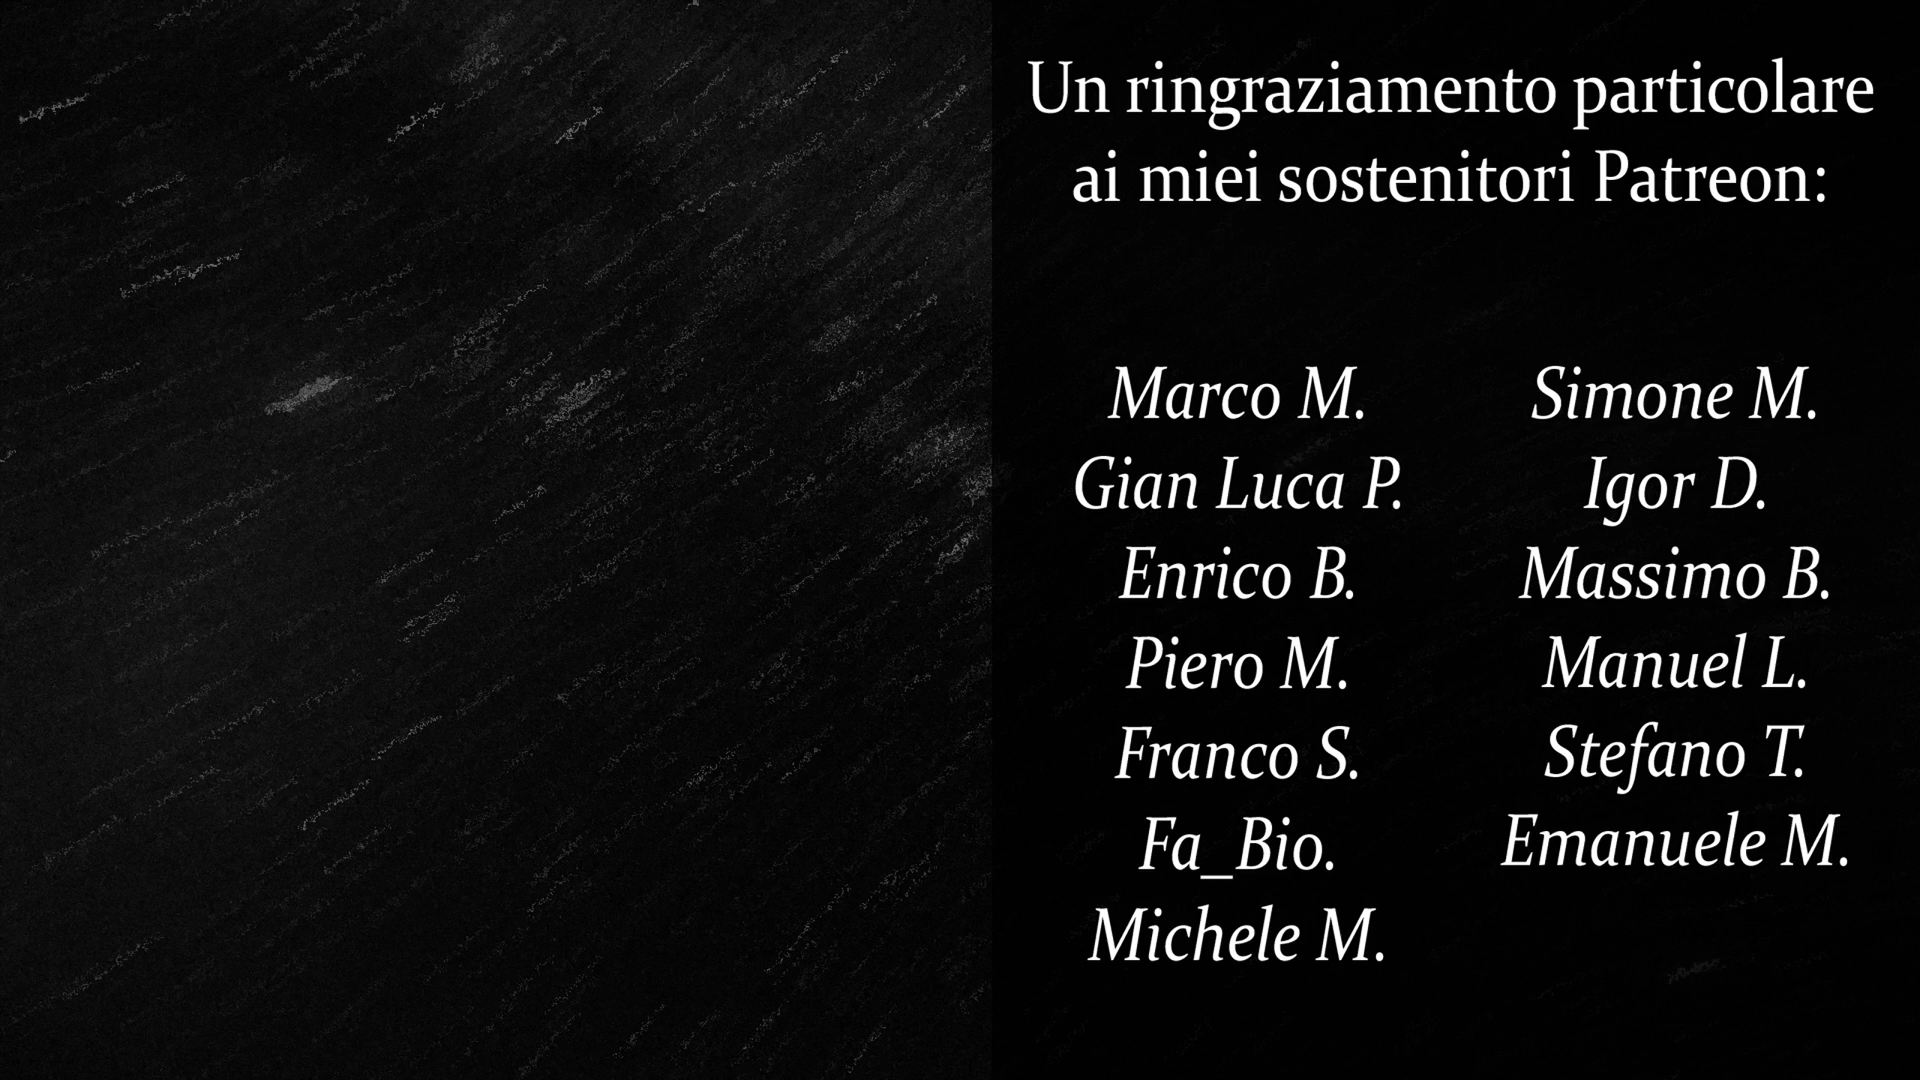 Un ringraziamento particolare
ai miei sostenitori Patreon:
Marco M.
Gian Luca P.
Enrico B.
Piero M.
Franco S.
Fa_Bio.
Michele M.
Simone M.
Igor D.
Massimo B.
Manuel L.
Stefano T.
Emanuele M.